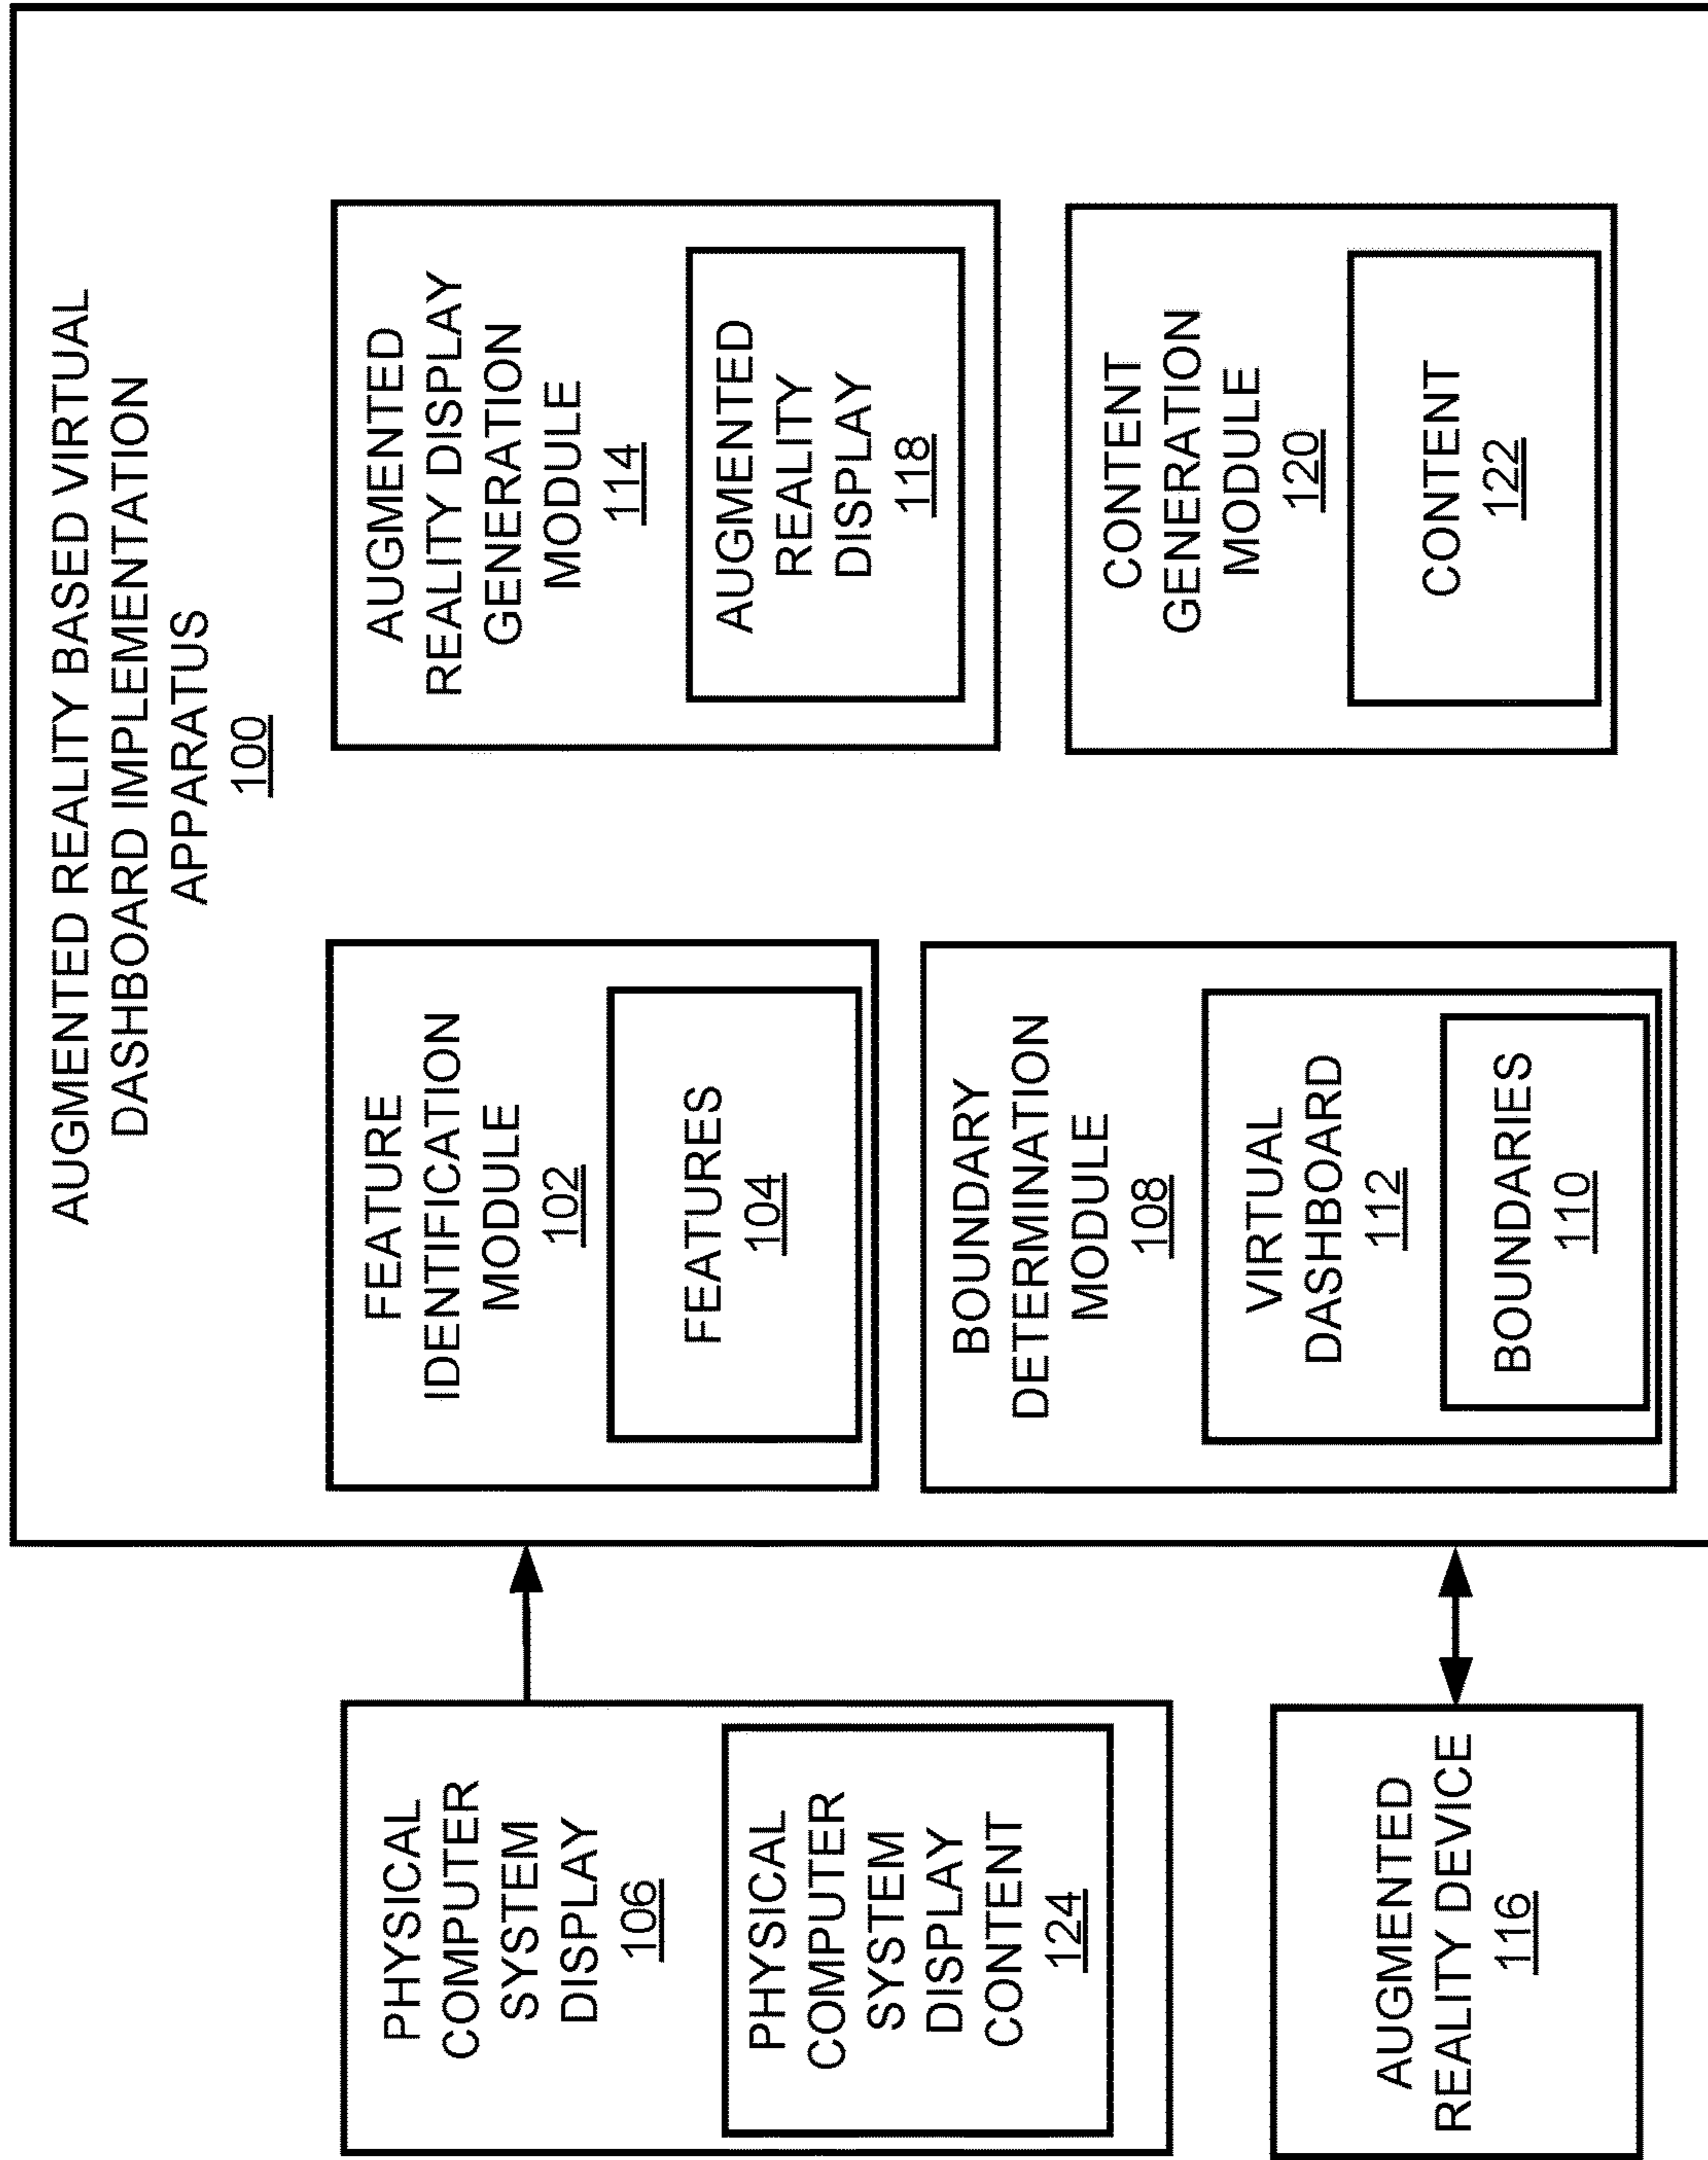 AUGMENTED REALITY BASED VIRTUAL
DASHBOARD IMPLEMENTATION
APPARATUS
100
PHYSICAL
COMPUTER
SYSTEM
DISPLAY
106
PHYSICAL
COMPUTER
SYSTEM
DISPLAY
CONTENT
124
AUGMENTED
REALITY DEVICE
116
FEATURE
IDENTIFICATION
MODULE
102
FEATURES
104
BOUNDARY
DETERMINATION
MODULE
108
VIRTUAL
DASHBOARD
112
BOUNDARIES
110
AUGMENTED
REALITY DISPLAY
GENERATION
MODULE
114
AUGMENTED
REALITY
DISPLAY
118
CONTENT
GENERATION
MODULE
120
CONTENT
122